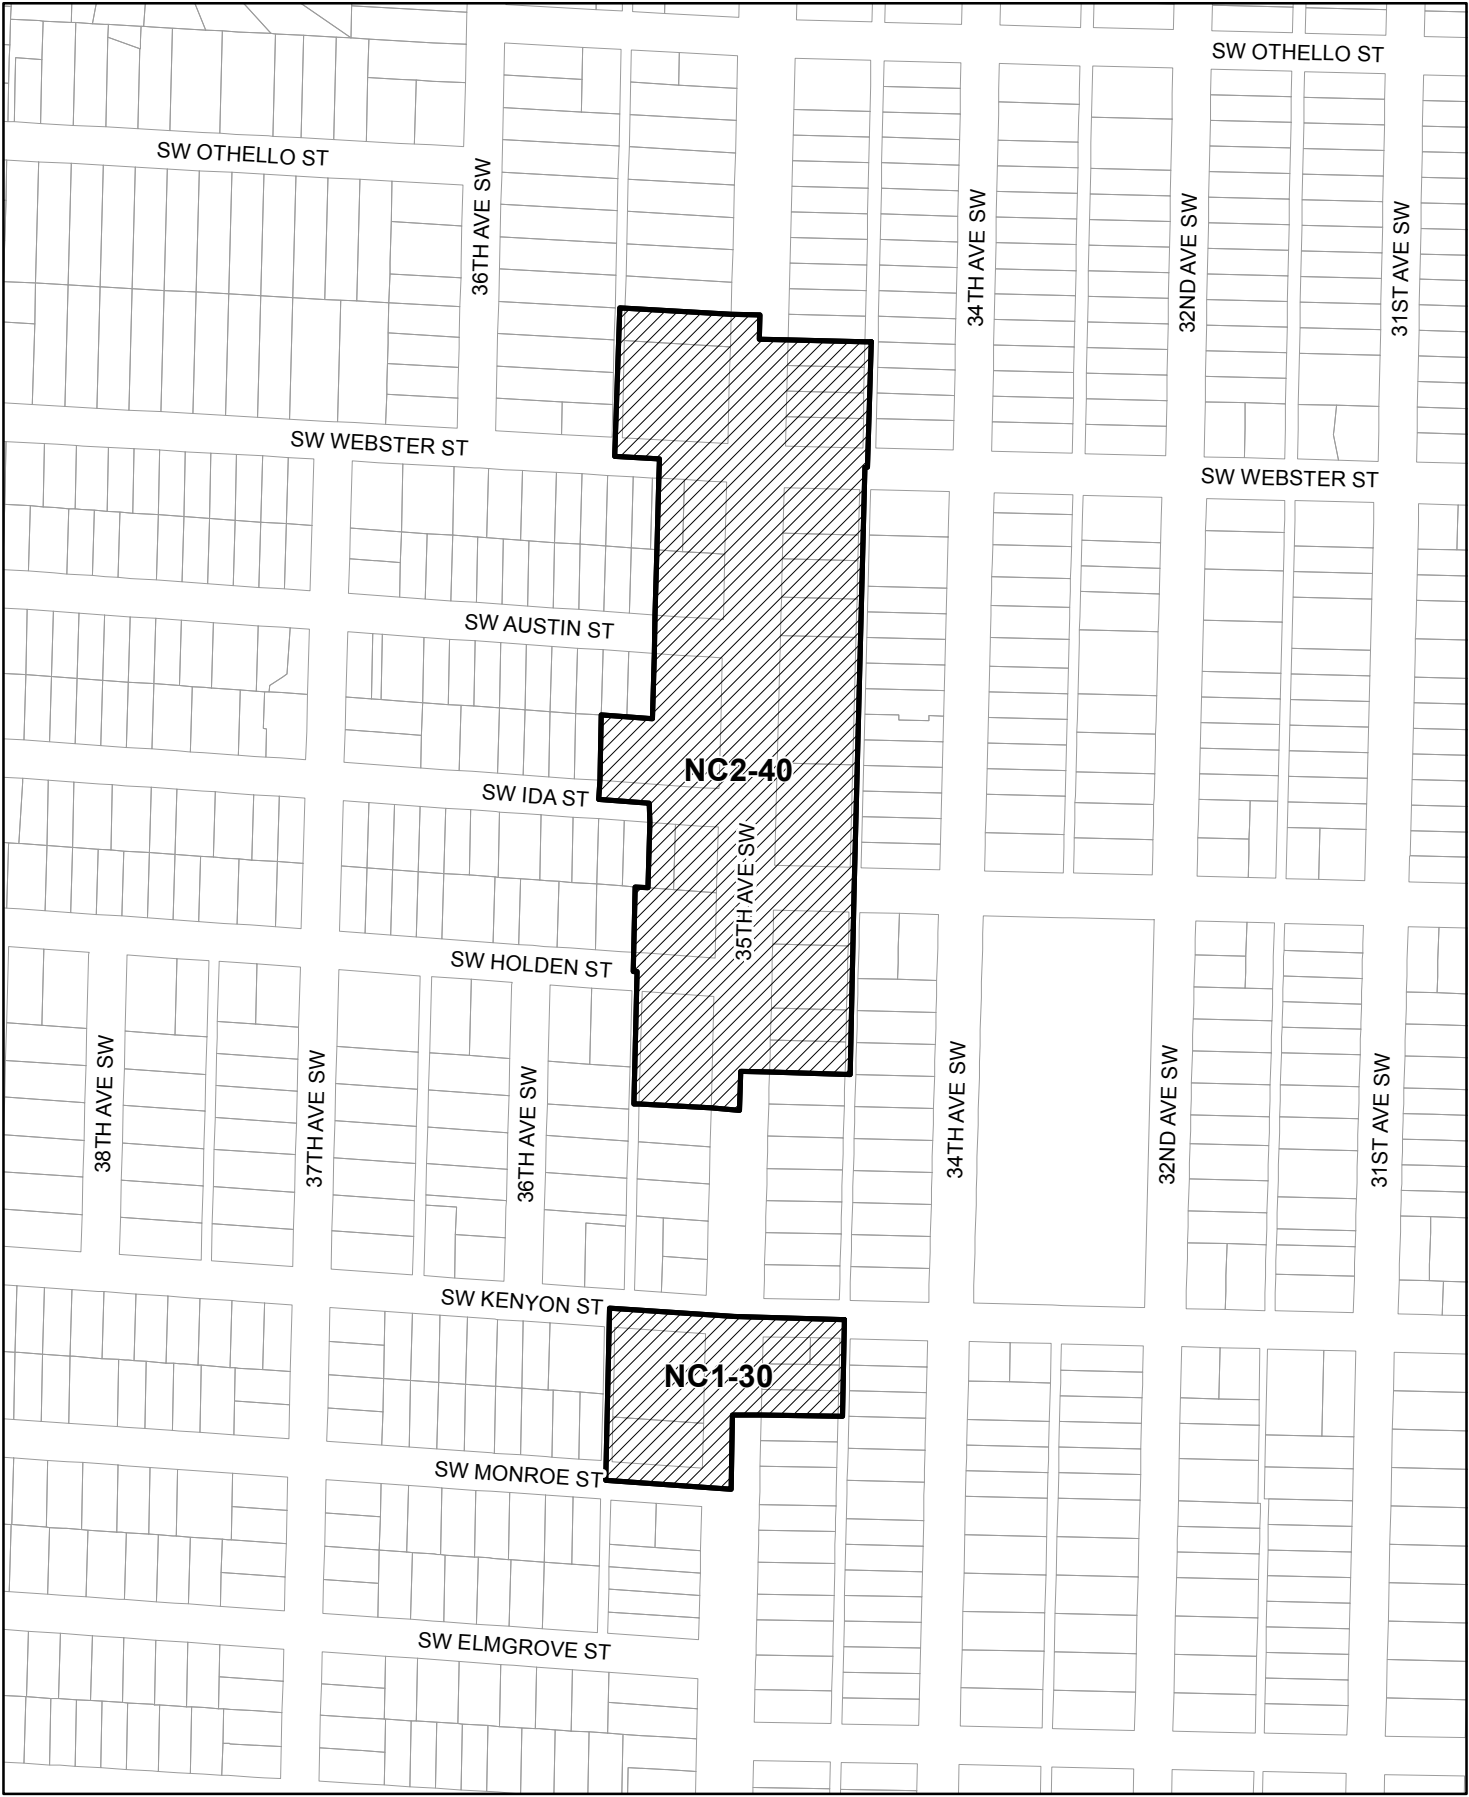 SW OTHELLO ST
SW OTHELLO ST
36TH AVE SW
34TH AVE SW
32ND AVE SW
31ST AVE SW
SW WEBSTER ST
SW WEBSTER ST
SW AUSTIN ST
NC2-40
SW IDA ST
35TH AVE SW
SW HOLDEN ST
38TH AVE SW
37TH AVE SW
36TH AVE SW
34TH AVE SW
32ND AVE SW
31ST AVE SW
SW KENYON ST
NC1-30
SW MONROE ST
SW ELMGROVE ST